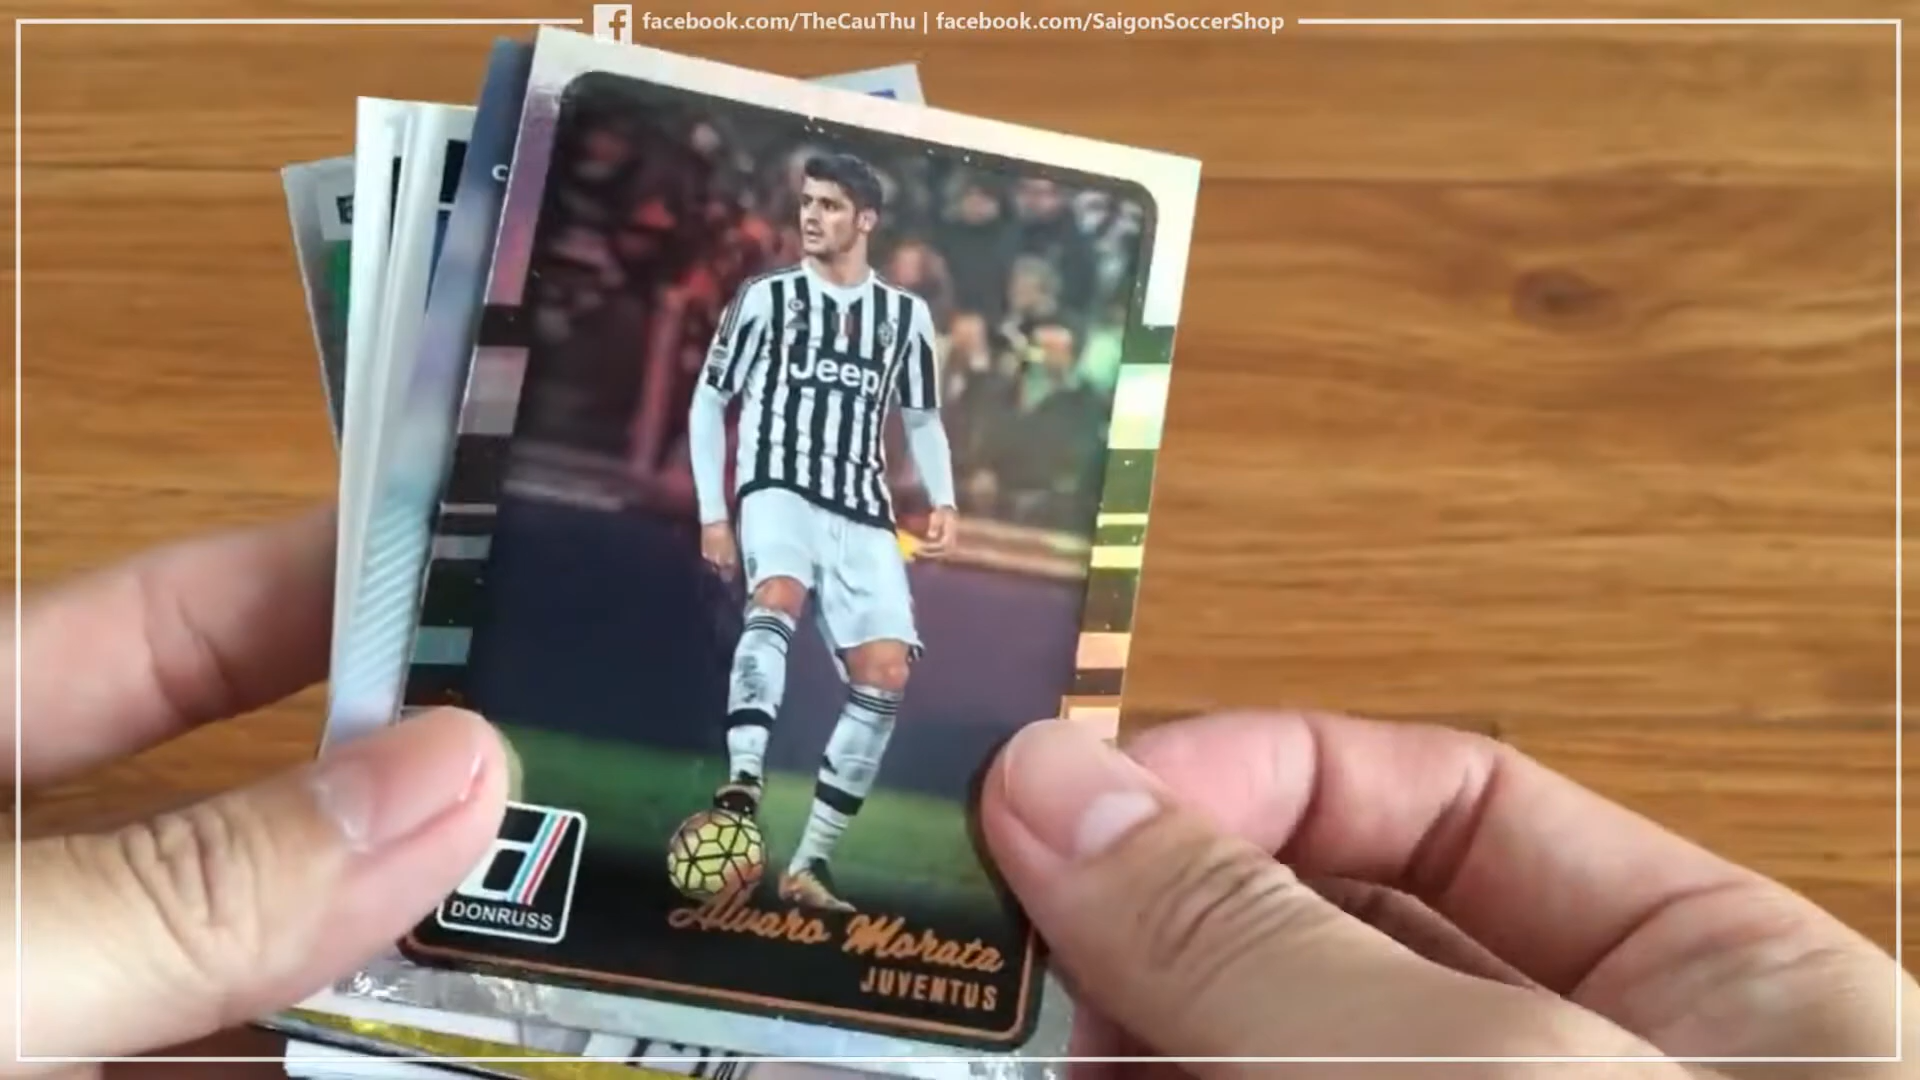 facebook.com/TheCauThu | facebook.com/SaigonSoccerShop
Jeep
DONRUSS
Alvaro Morata
JUVENTUS